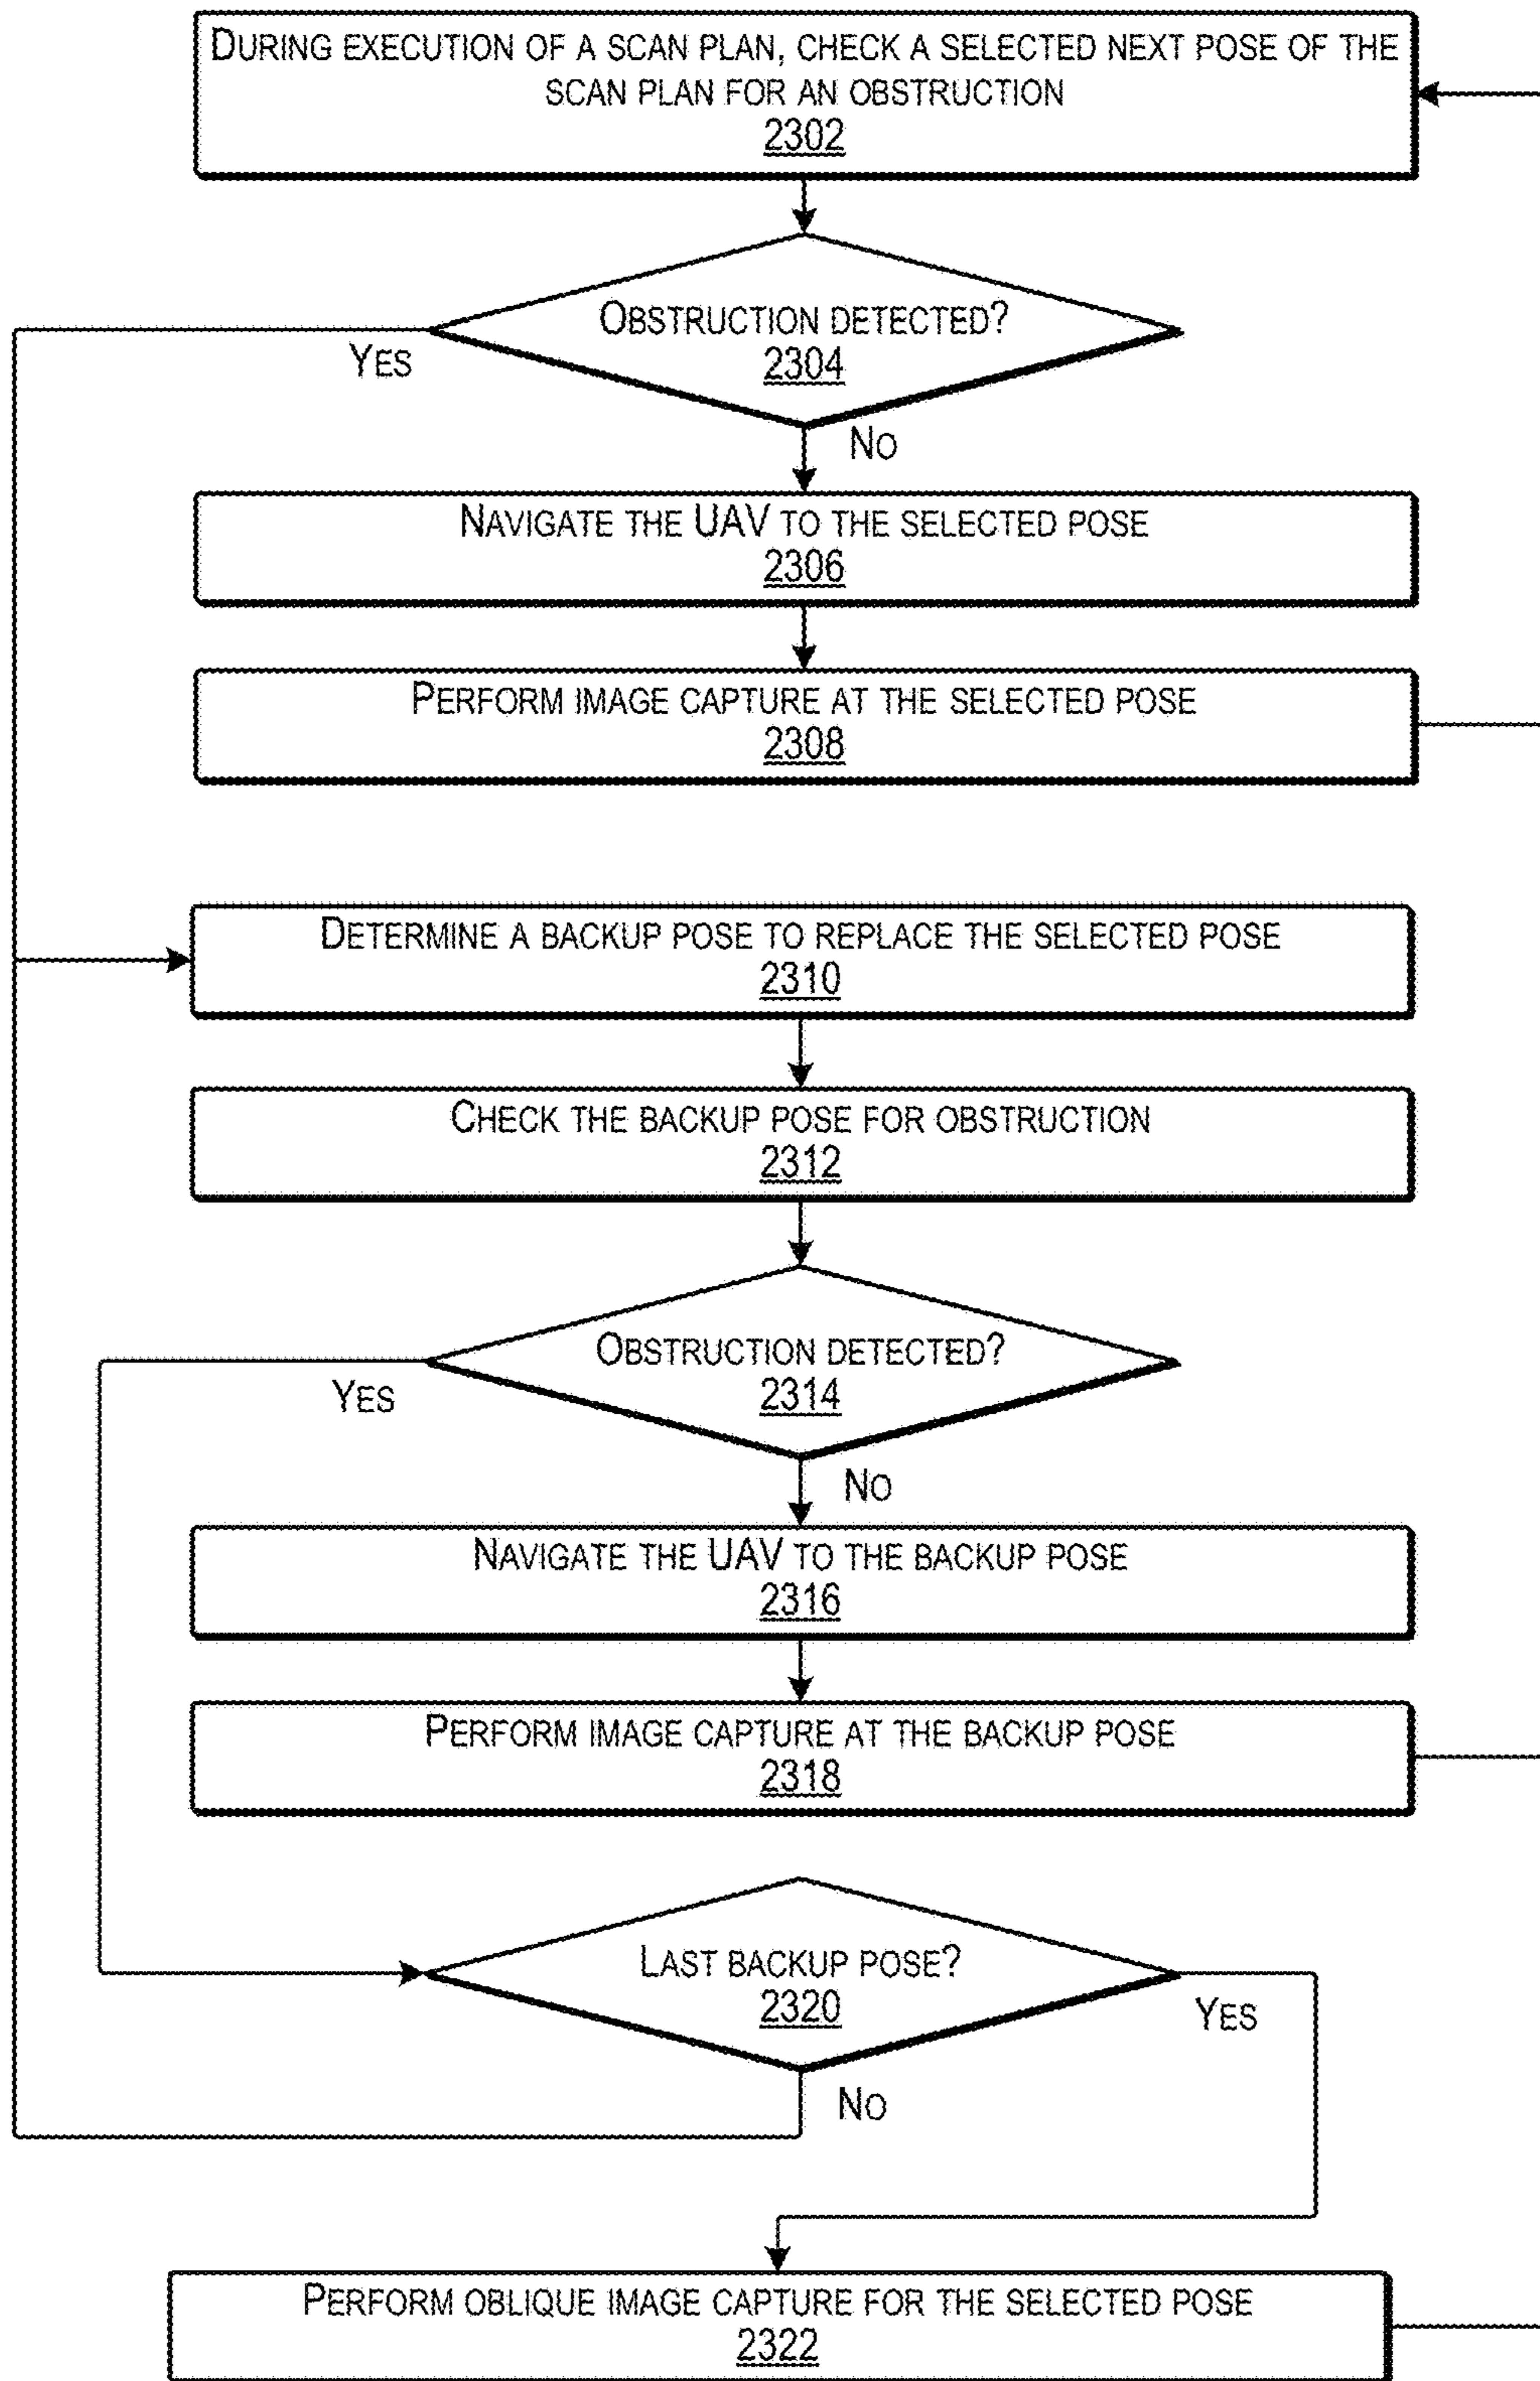 DURING EXECUTION OF A SCAN PLAN, CHECK A SELECTED NEXT POSE OF THE
SCAN PLAN FOR AN OBSTRUCTION
2302
OBSTRUCTION DETECTED?
2304
YES
NO
NAVIGATE THE UAV TO THE SELECTED POSE
2306
PERFORM IMAGE CAPTURE AT THE SELECTED POSE
2308
DETERMINE A BACKUP POSE TO REPLACE THE SELECTED POSE
2310
CHECK THE BACKUP POSE FOR OBSTRUCTION
2312
OBSTRUCTION DETECTED?
2314
YES
NO
NAVIGATE THE UAV TO THE BACKUP POSE
2316
PERFORM IMAGE CAPTURE AT THE BACKUP POSE
2318
LAST BACKUP POSE?
2320
YES
NO
PERFORM OBLIQUE IMAGE CAPTURE FOR THE SELECTED POSE
2322